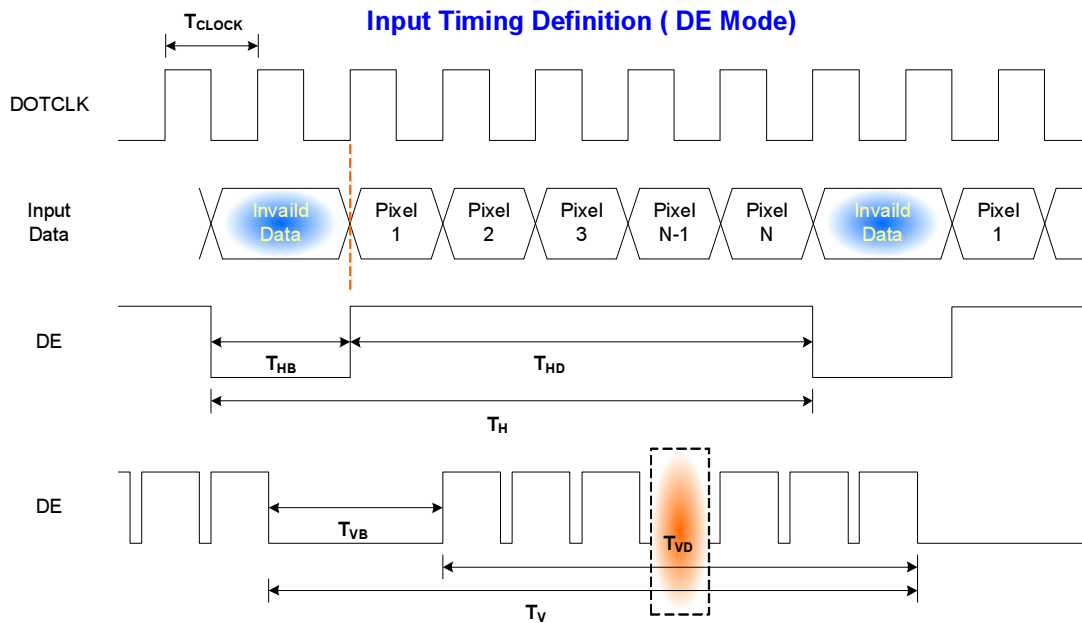 Input Timing Definition ( DE Mode)
TCLOCK
DOTCLK
Input
Data
Invaild
Data
Pixel
1
Pixel
2
Pixel
3
Pixel
N-1
Pixel
N
Invaild
Data
Pixel
1
DE
THB
THD
TH
DE
TVB
TVD
TV